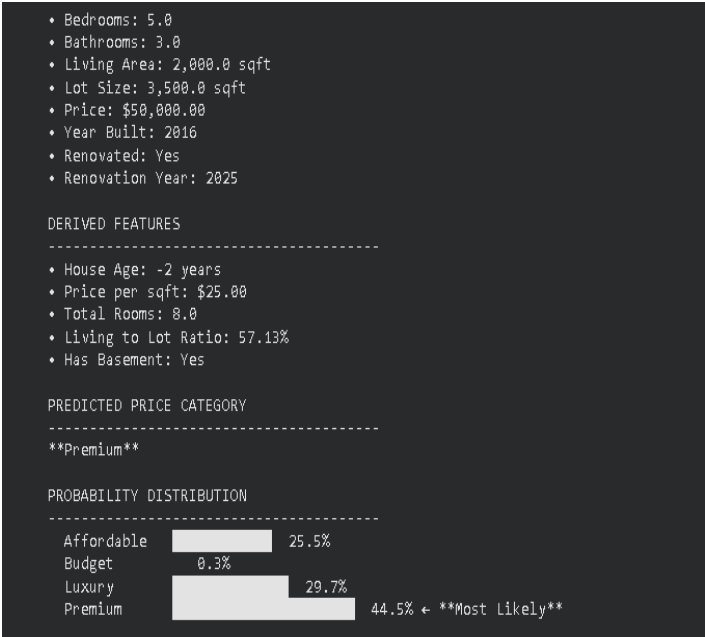 • Bedrooms: 5.0
• Bathrooms: 3.0
• Living Area: 2,000.0 sqft
• Lot Size: 3,500.0 sqft
• Price: $50,000.00
• Year Built: 2016
• Renovated: Yes
• Renovation Year: 2025
DERIVED FEATURES
----------------------------------------
• House Age: -2 years
• Price per sqft: $25.00
• Total Rooms: 8.0
• Living to Lot Ratio: 57.13%
• Has Basement: Yes
PREDICTED PRICE CATEGORY
----------------------------------------
**Premium**
PROBABILITY DISTRIBUTION
----------------------------------------
Affordable 25.5%
Budget 0.3%
Luxury 29.7%
Premium 44.5% ← **Most Likely**